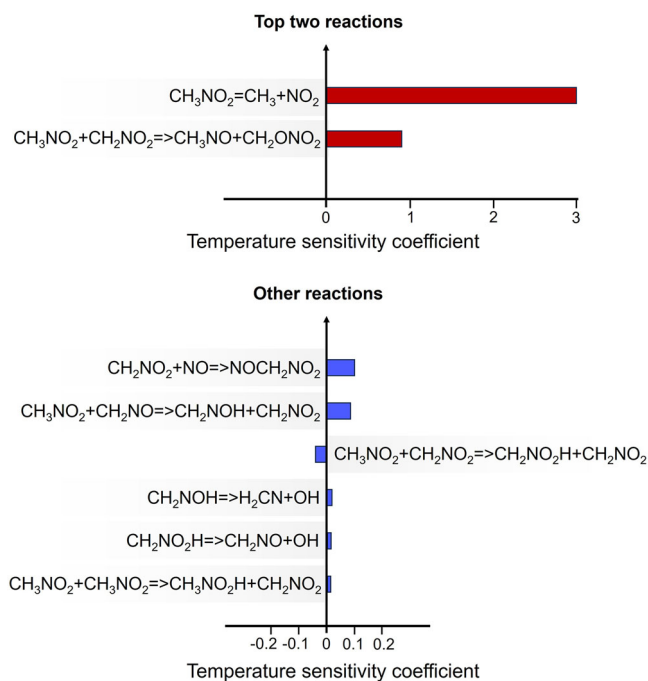 Top two reactions
CH₃NO₂=CH₃+NO₂
CH₃NO₂+CH₂NO₂=>CH₃NO+CH₂ONO₂
0 1 2 3
Temperature sensitivity coefficient
Other reactions
CH₂NO₂+NO=>NOCH₂NO₂
CH₃NO₂+CH₂NO=>CH₂NOH+CH₂NO₂
CH₃NO₂+CH₂NO₂=>CH₂NO₂H+CH₂NO₂
CH₂NOH=>H₂CN+OH
CH₂NO₂H=>CH₂NO+OH
CH₃NO₂+CH₃NO₂=>CH₃NO₂H+CH₂NO₂
-0.2 -0.1 0 0.1 0.2
Temperature sensitivity coefficient